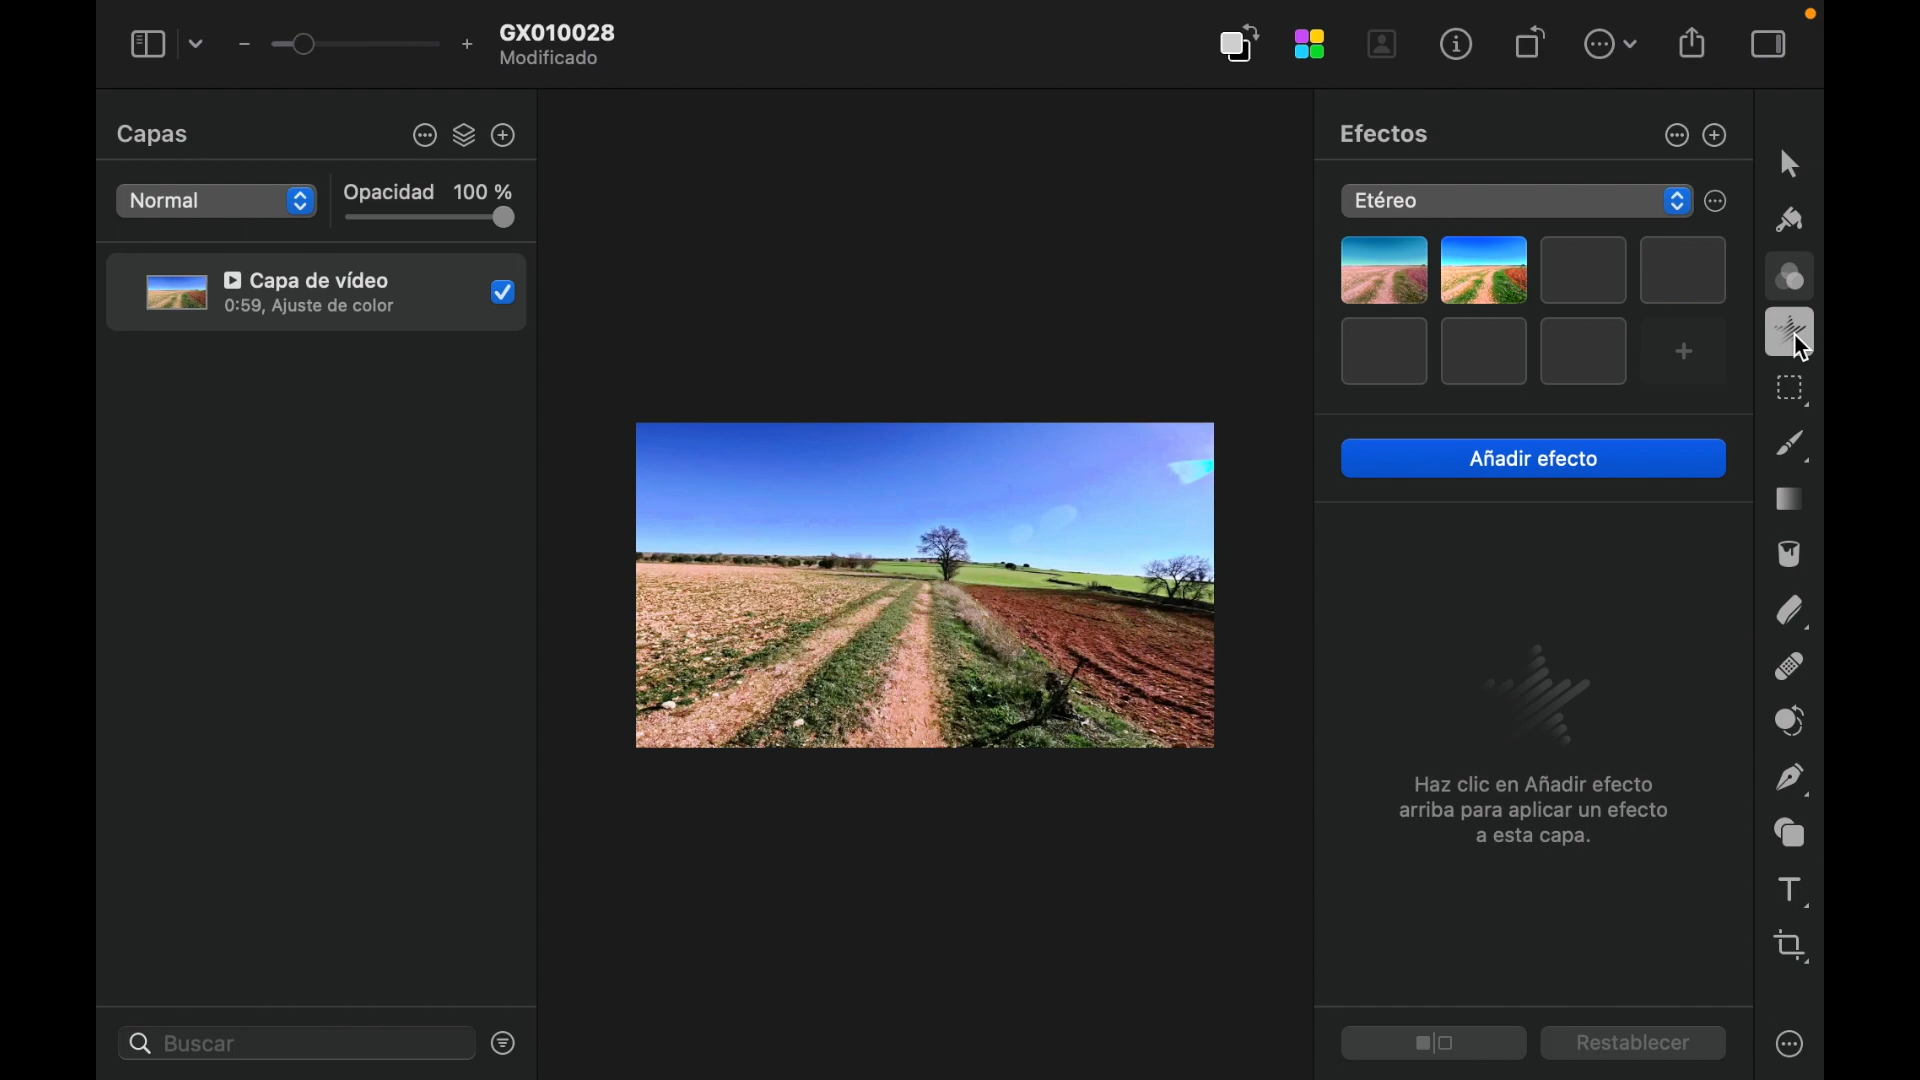 GX010028
Modificado
Capas
Normal
Opacidad 100 %
Capa de vídeo
0:59, Ajuste de color
Buscar
Efectos
Etéreo
Añadir efecto
Haz clic en Añadir efecto
arriba para aplicar un efecto
a esta capa.
Restablecer